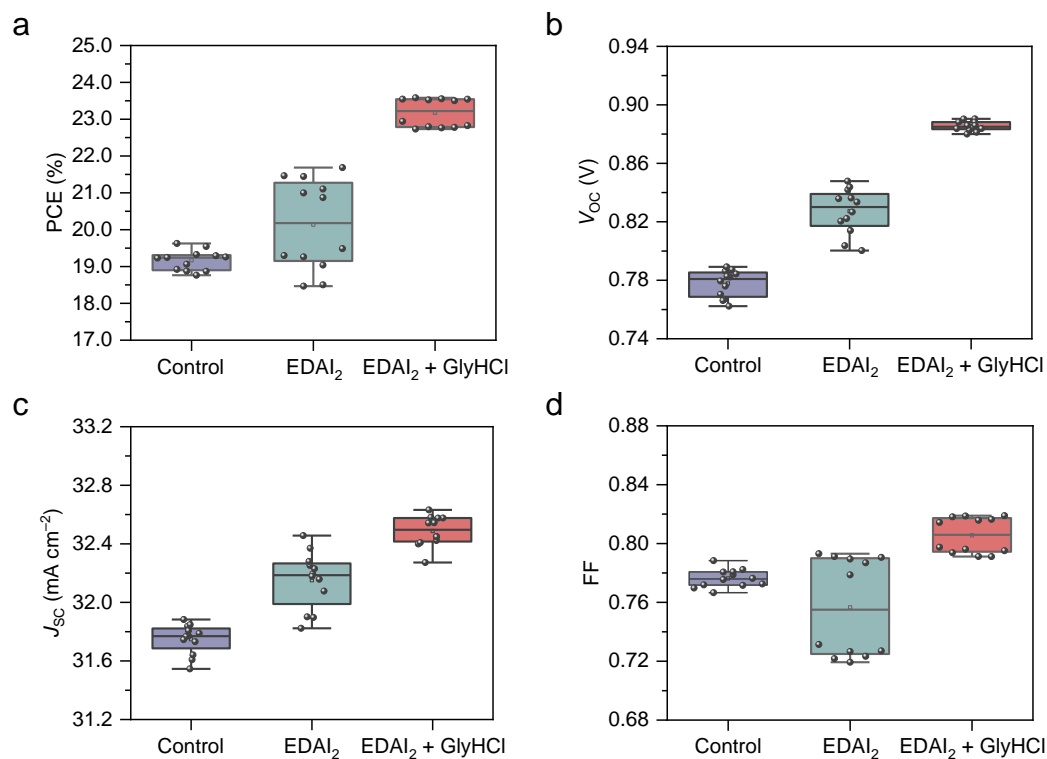 a
25.0
24.0
23.0
22.0
21.0
20.0
19.0
18.0
17.0
PCE (%)
Control
EDAI₂
EDAI₂ + GlyHCl
b
0.94
0.90
0.86
0.82
0.78
0.74
V_OC (V)
Control
EDAI₂
EDAI₂ + GlyHCl
c
33.2
32.8
32.4
32.0
31.6
31.2
J_SC (mA cm⁻²)
Control
EDAI₂
EDAI₂ + GlyHCl
d
0.88
0.84
0.80
0.76
0.72
0.68
FF
Control
EDAI₂
EDAI₂ + GlyHCl